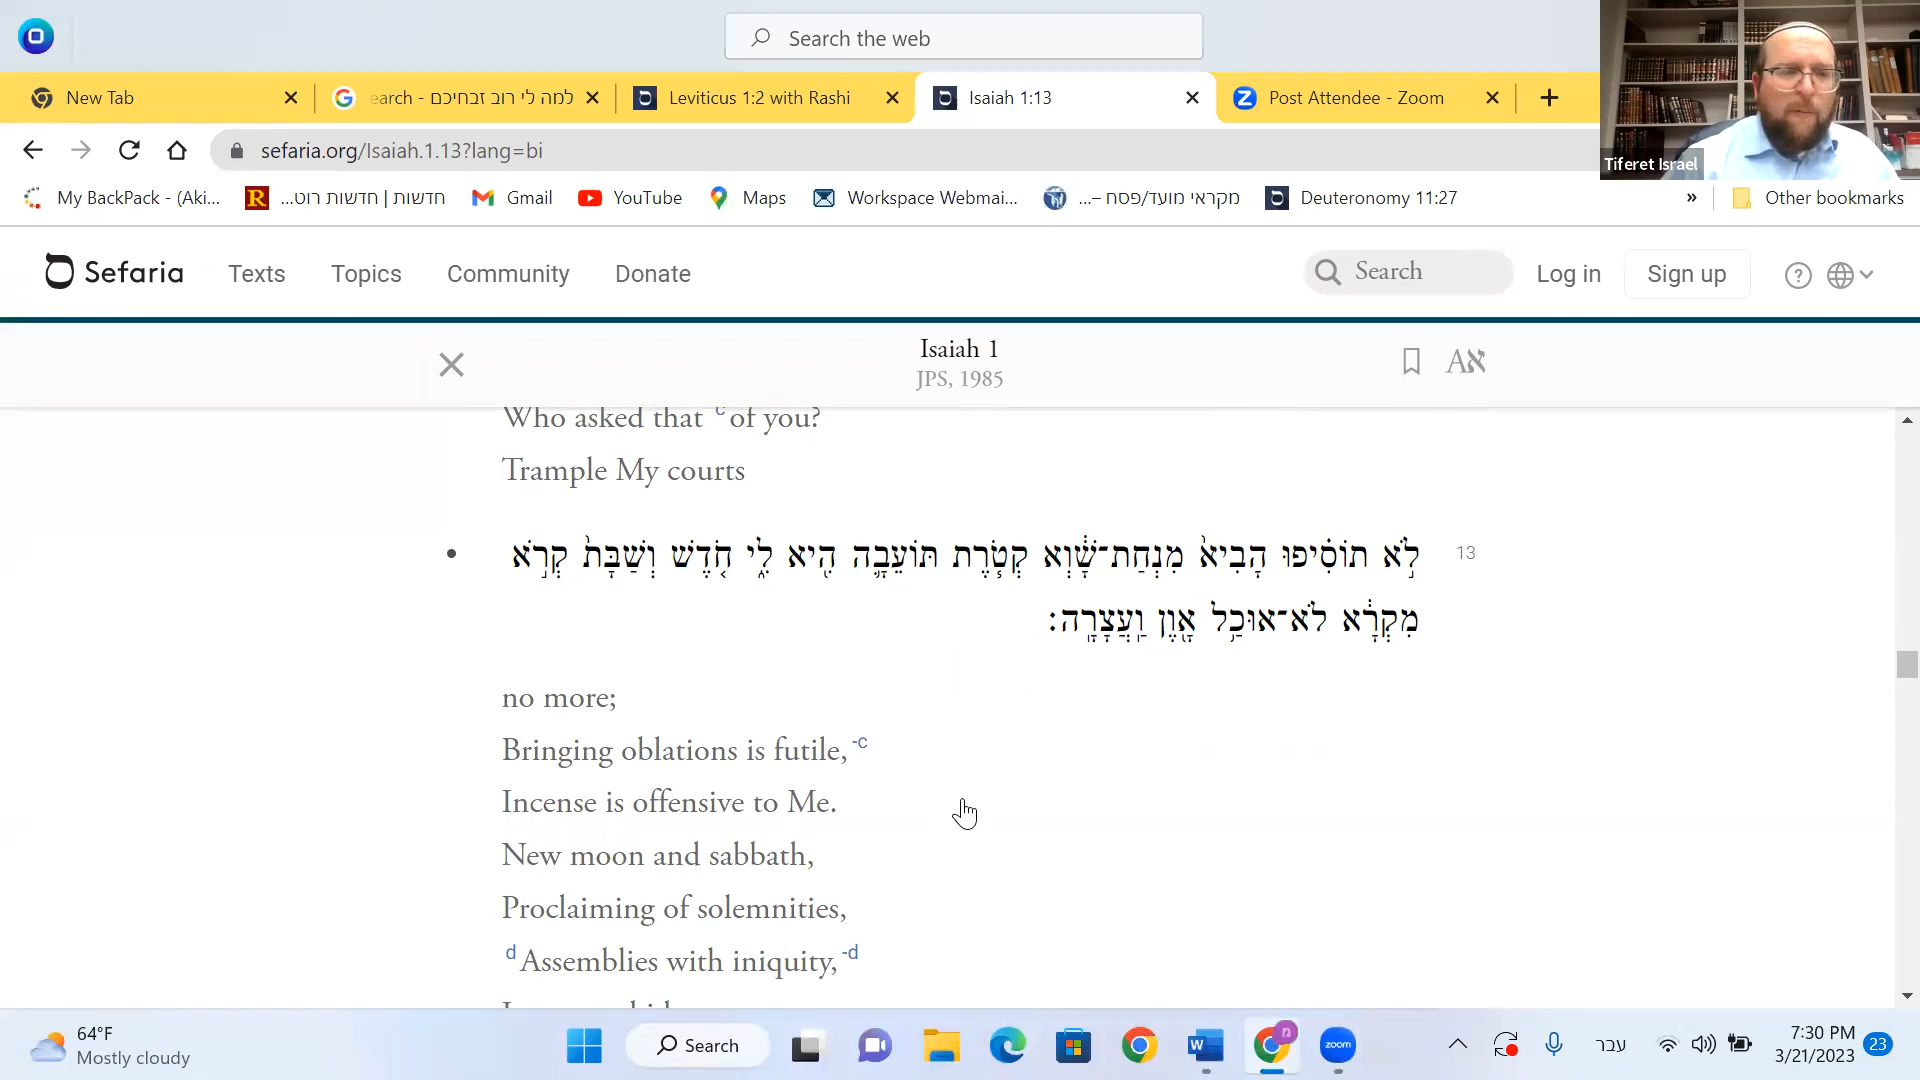 Search the web
New Tab
למה לי רוב זבחיכם - earch
Leviticus 1:2 with Rashi
Isaiah 1:13
Post Attendee - Zoom
sefaria.org/Isaiah.1.13?lang=bi
Tiferet Israel
My BackPack - (Aki...
חדשות | חדשות רוט...
Gmail
YouTube
Maps
Workspace Webmai...
מקראי מועד/פסח –...
Deuteronomy 11:27
»
Other bookmarks
Sefaria
Texts
Topics
Community
Donate
Search
Log in
Sign up
Isaiah 1
JPS, 1985
Who asked that c of you?
Trample My courts
13
לֹ֣א תוֹסִ֗יפוּ הָבִיא֙ מִנְחַת־שָׁ֔וְא קְטֹ֧רֶת תּוֹעֵבָ֛ה הִ֖יא לִ֑י חֹ֤דֶשׁ וְשַׁבָּת֙ קְרֹ֣א
מִקְרָ֔א לֹא־אוּכַ֥ל אָ֖וֶן וַעֲצָרָֽה׃
no more;
Bringing oblations is futile,-c
Incense is offensive to Me.
New moon and sabbath,
Proclaiming of solemnities,
d Assemblies with iniquity,-d
64°F
Mostly cloudy
Search
zoom
עבר
7:30 PM
3/21/2023
23